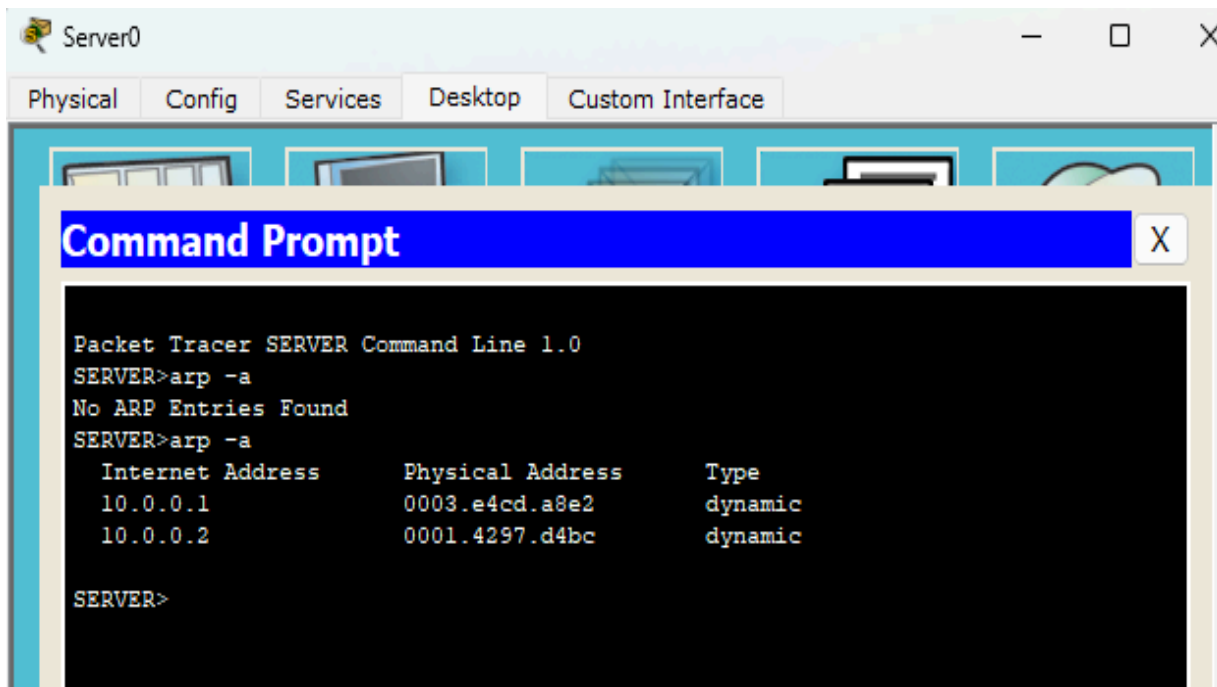 Server0
Physical Config Services Desktop Custom Interface
Command Prompt X
Packet Tracer SERVER Command Line 1.0
SERVER>arp -a
No ARP Entries Found
SERVER>arp -a
Internet Address Physical Address Type
10.0.0.1 0003.e4cd.a8e2 dynamic
10.0.0.2 0001.4297.d4bc dynamic
SERVER>